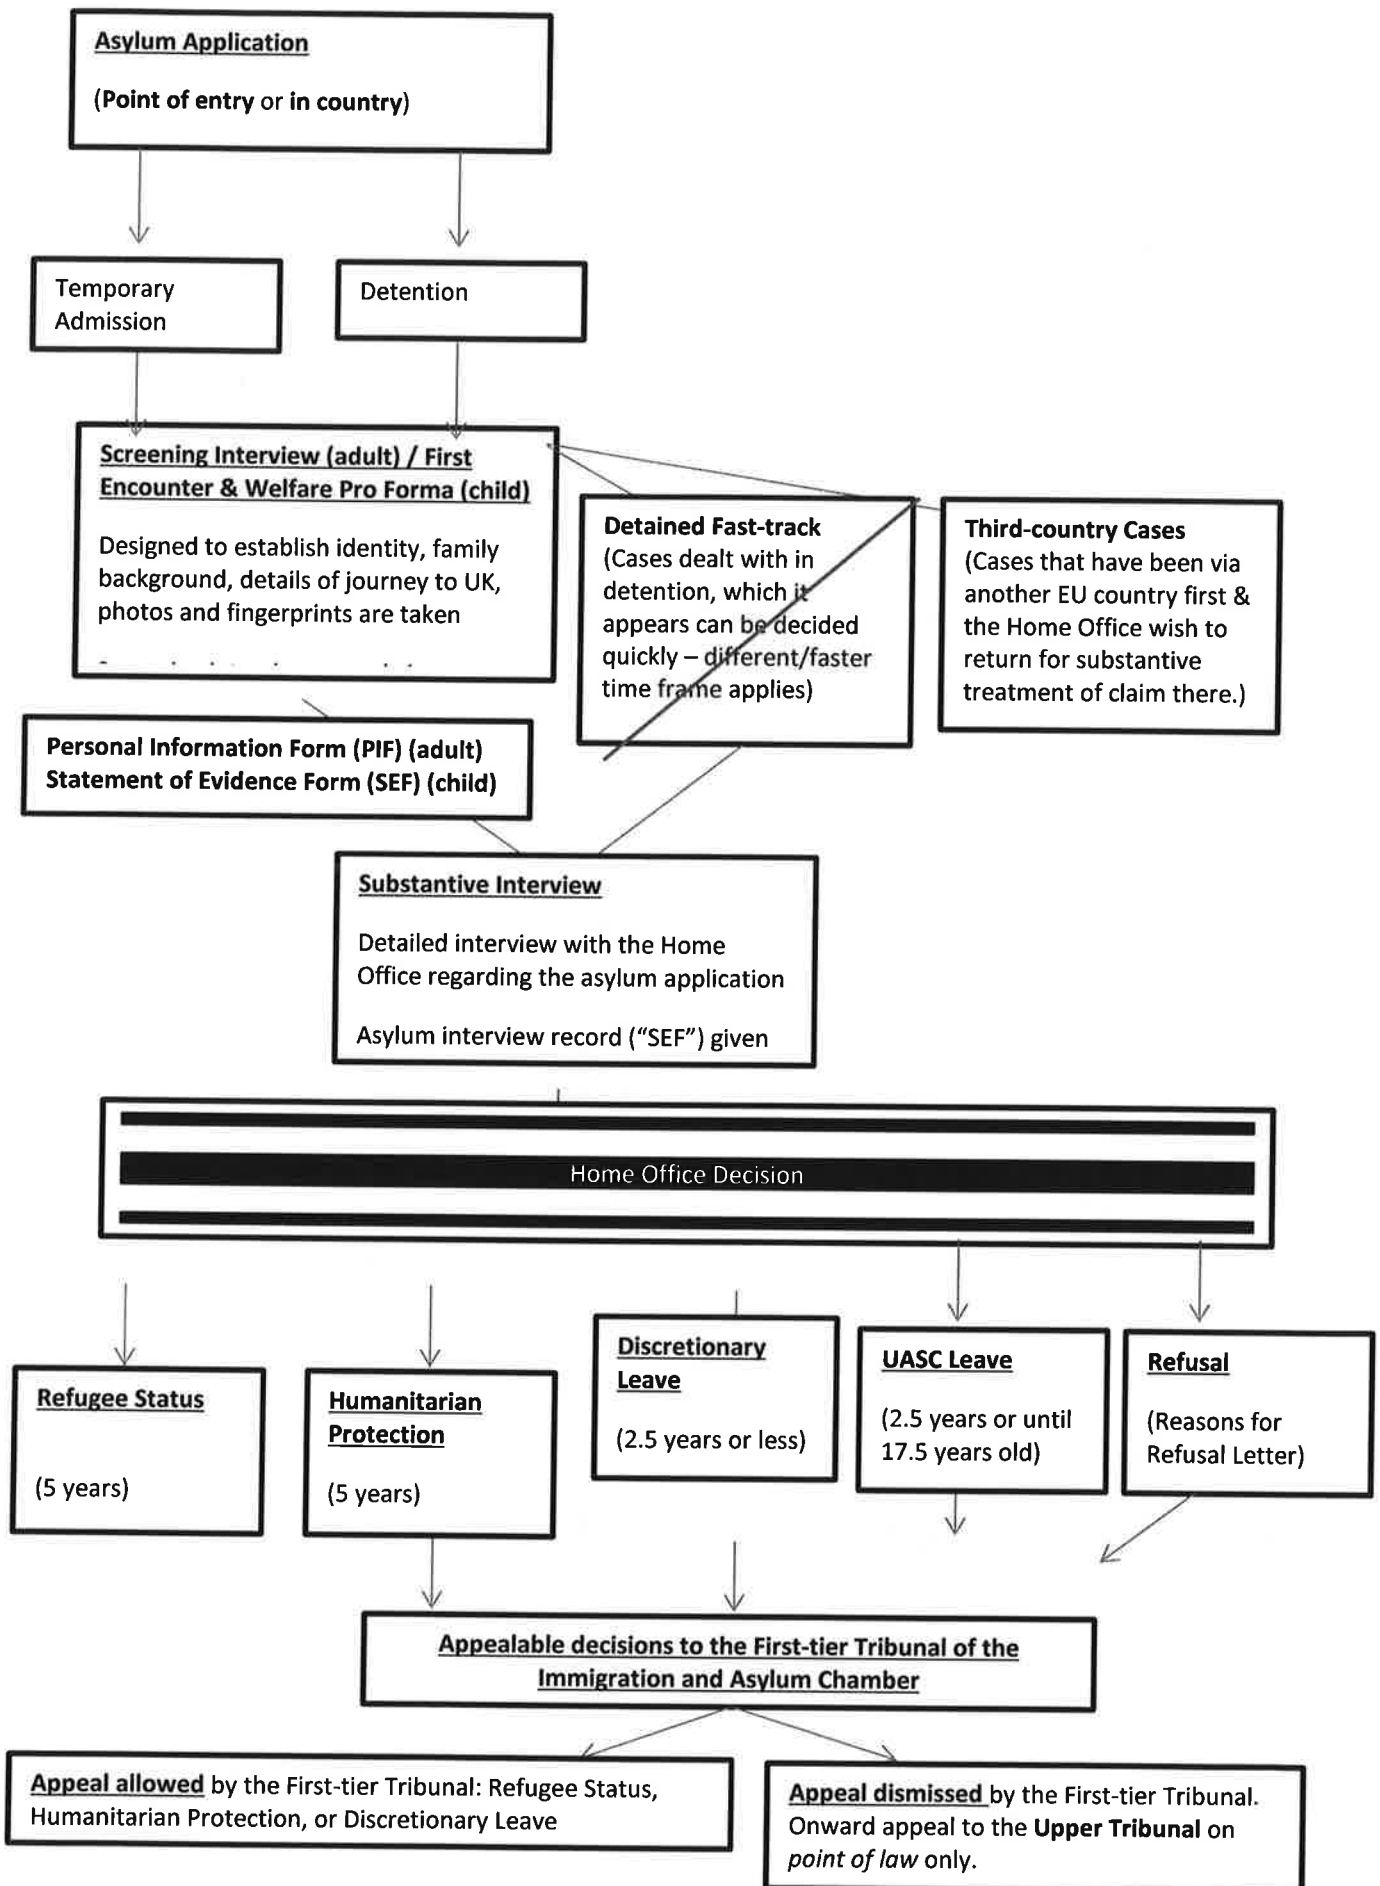 Asylum Application
(Point of entry or in country)
Temporary
Admission
Detention
Screening Interview (adult) / First
Encounter & Welfare Pro Forma (child)
Designed to establish identity, family
background, details of journey to UK,
photos and fingerprints are taken
Detained Fast-track
(Cases dealt with in
detention, which it
appears can be decided
quickly – different/faster
time frame applies)
Third-country Cases
(Cases that have been via
another EU country first &
the Home Office wish to
return for substantive
treatment of claim there.)
Personal Information Form (PIF) (adult)
Statement of Evidence Form (SEF) (child)
Substantive Interview
Detailed interview with the Home
Office regarding the asylum application
Asylum interview record (“SEF”) given
Home Office Decision
Refugee Status
(5 years)
Humanitarian
Protection
(5 years)
Discretionary
Leave
(2.5 years or less)
UASC Leave
(2.5 years or until
17.5 years old)
Refusal
(Reasons for
Refusal Letter)
Appealable decisions to the First-tier Tribunal of the
Immigration and Asylum Chamber
Appeal allowed by the First-tier Tribunal: Refugee Status,
Humanitarian Protection, or Discretionary Leave
Appeal dismissed by the First-tier Tribunal.
Onward appeal to the Upper Tribunal on
point of law only.